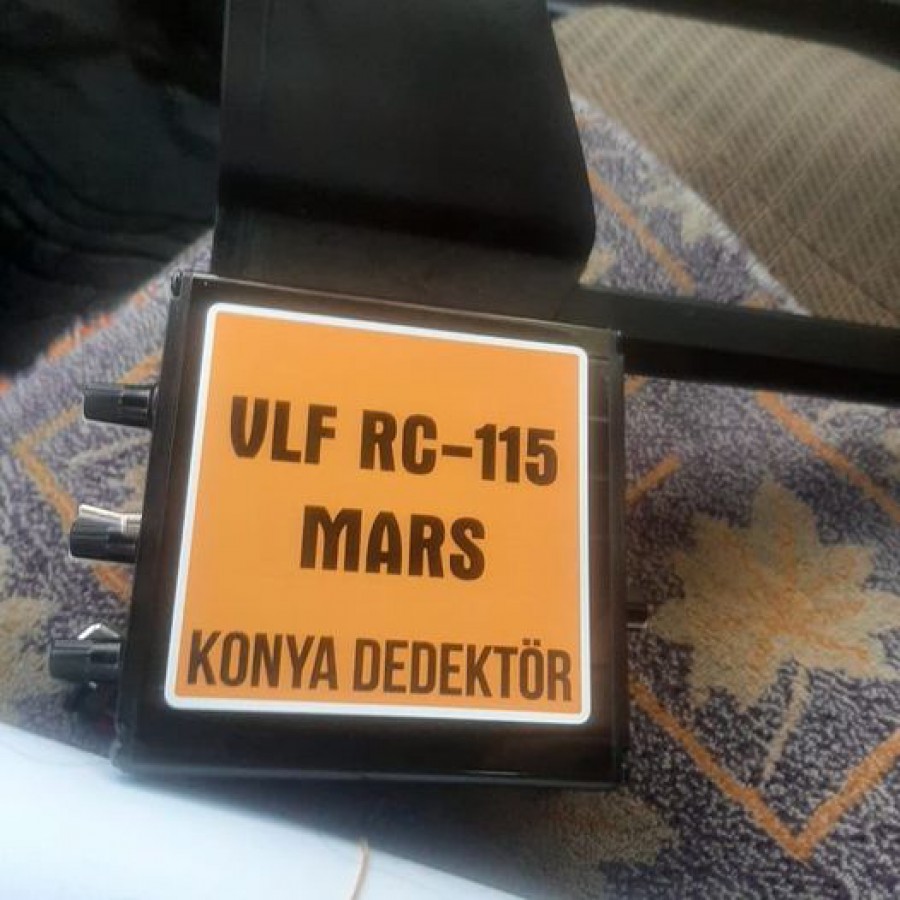 VLF RC-115
MARS
KONYA DEDEKTÖR